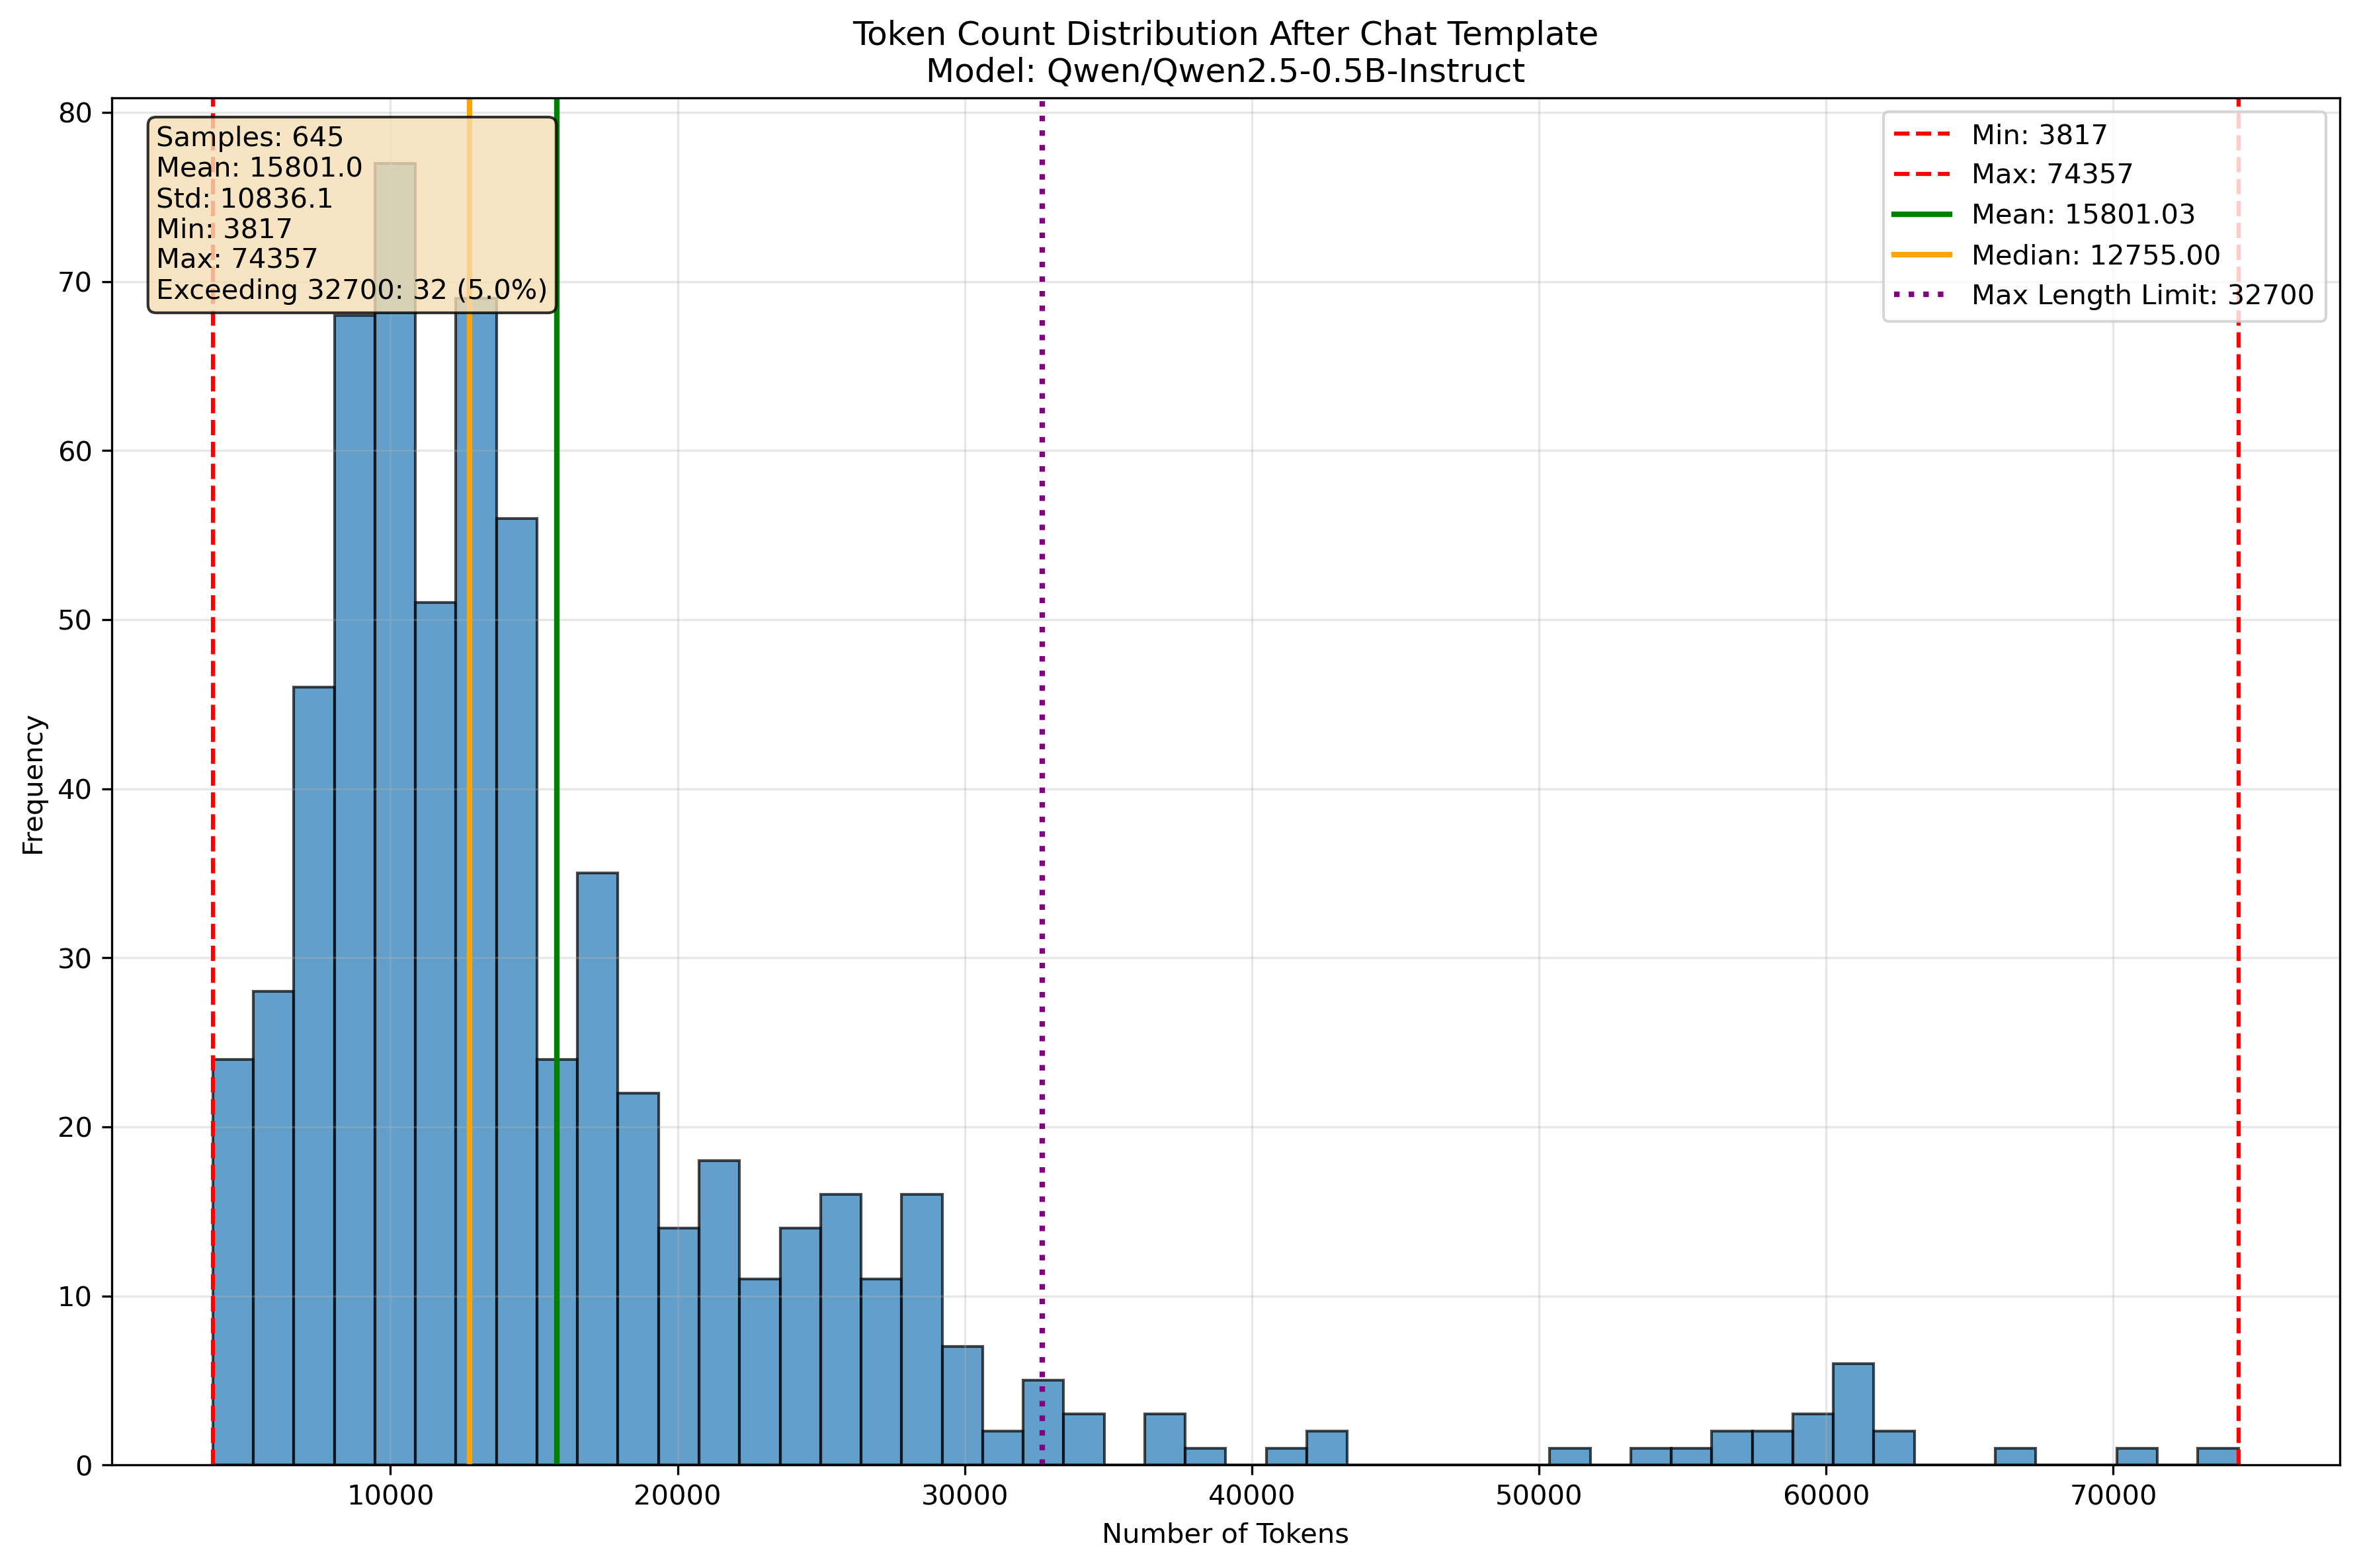 Token Count Distribution After Chat Template
Model: Qwen/Qwen2.5-0.5B-Instruct
Samples: 645
Mean: 15801.0
Std: 10836.1
Min: 3817
Max: 74357
Exceeding 32700: 32 (5.0%)
Min: 3817
Max: 74357
Mean: 15801.03
Median: 12755.00
Max Length Limit: 32700
Frequency
80
70
60
50
40
30
20
10
0
10000 20000 30000 40000 50000 60000 70000
Number of Tokens